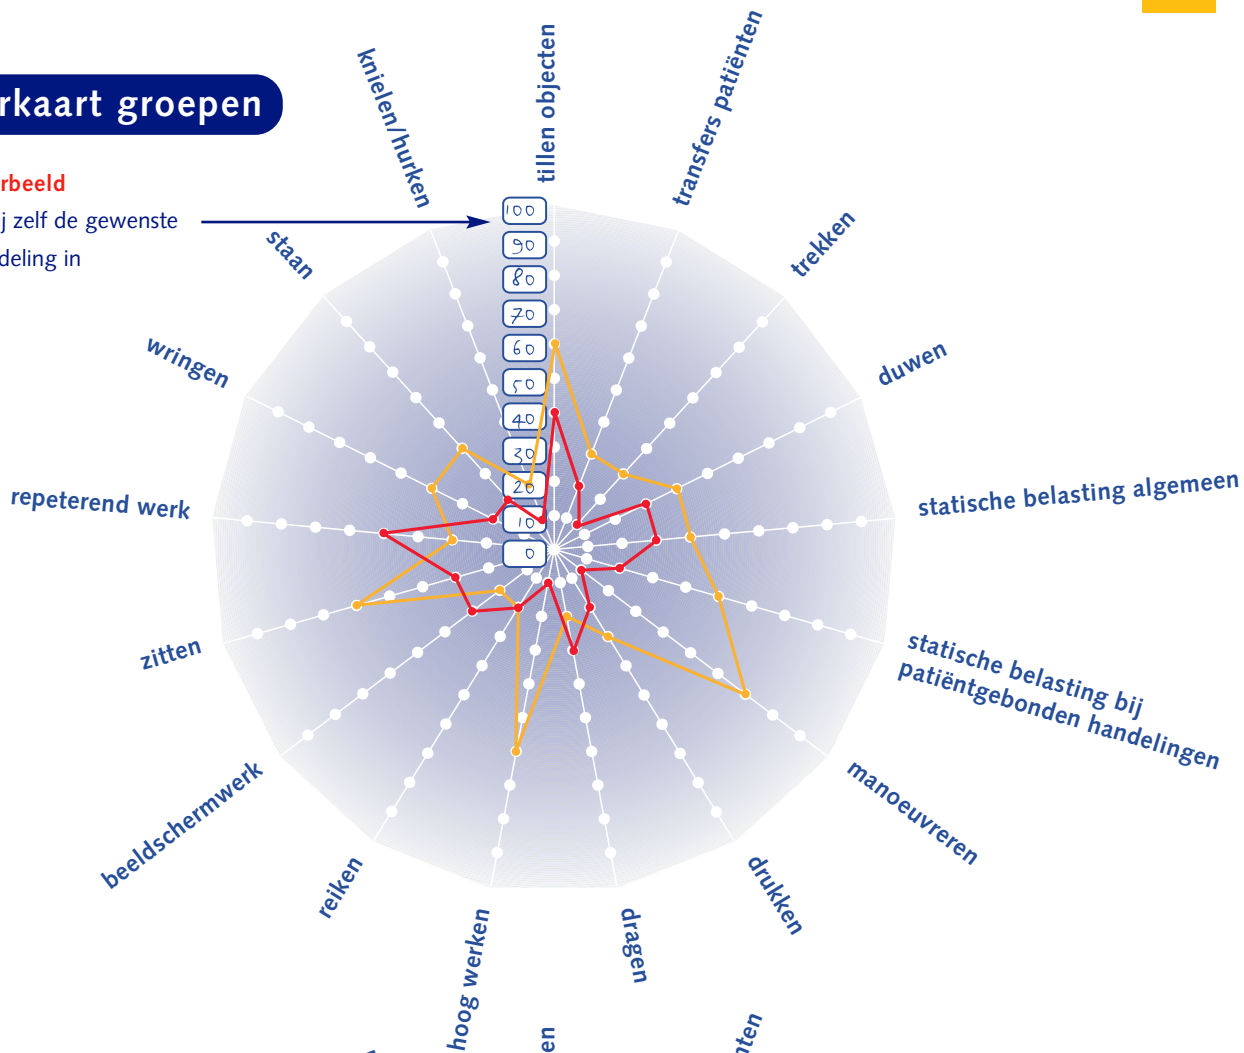 rkaart groepen
rbeeld
j zelf de gewenste
deling in
tillen objecten
transfers patiënten
trekken
duwen
statische belasting algemeen
statische belasting bij
patiëntgebonden handelingen
manoeuvreren
drukken
dragen
hoog werken
reiken
beeldschermwerk
zitten
repeterend werk
wringen
staan
knielen/hurken
100
90
80
70
60
50
40
30
20
10
0
en
nten